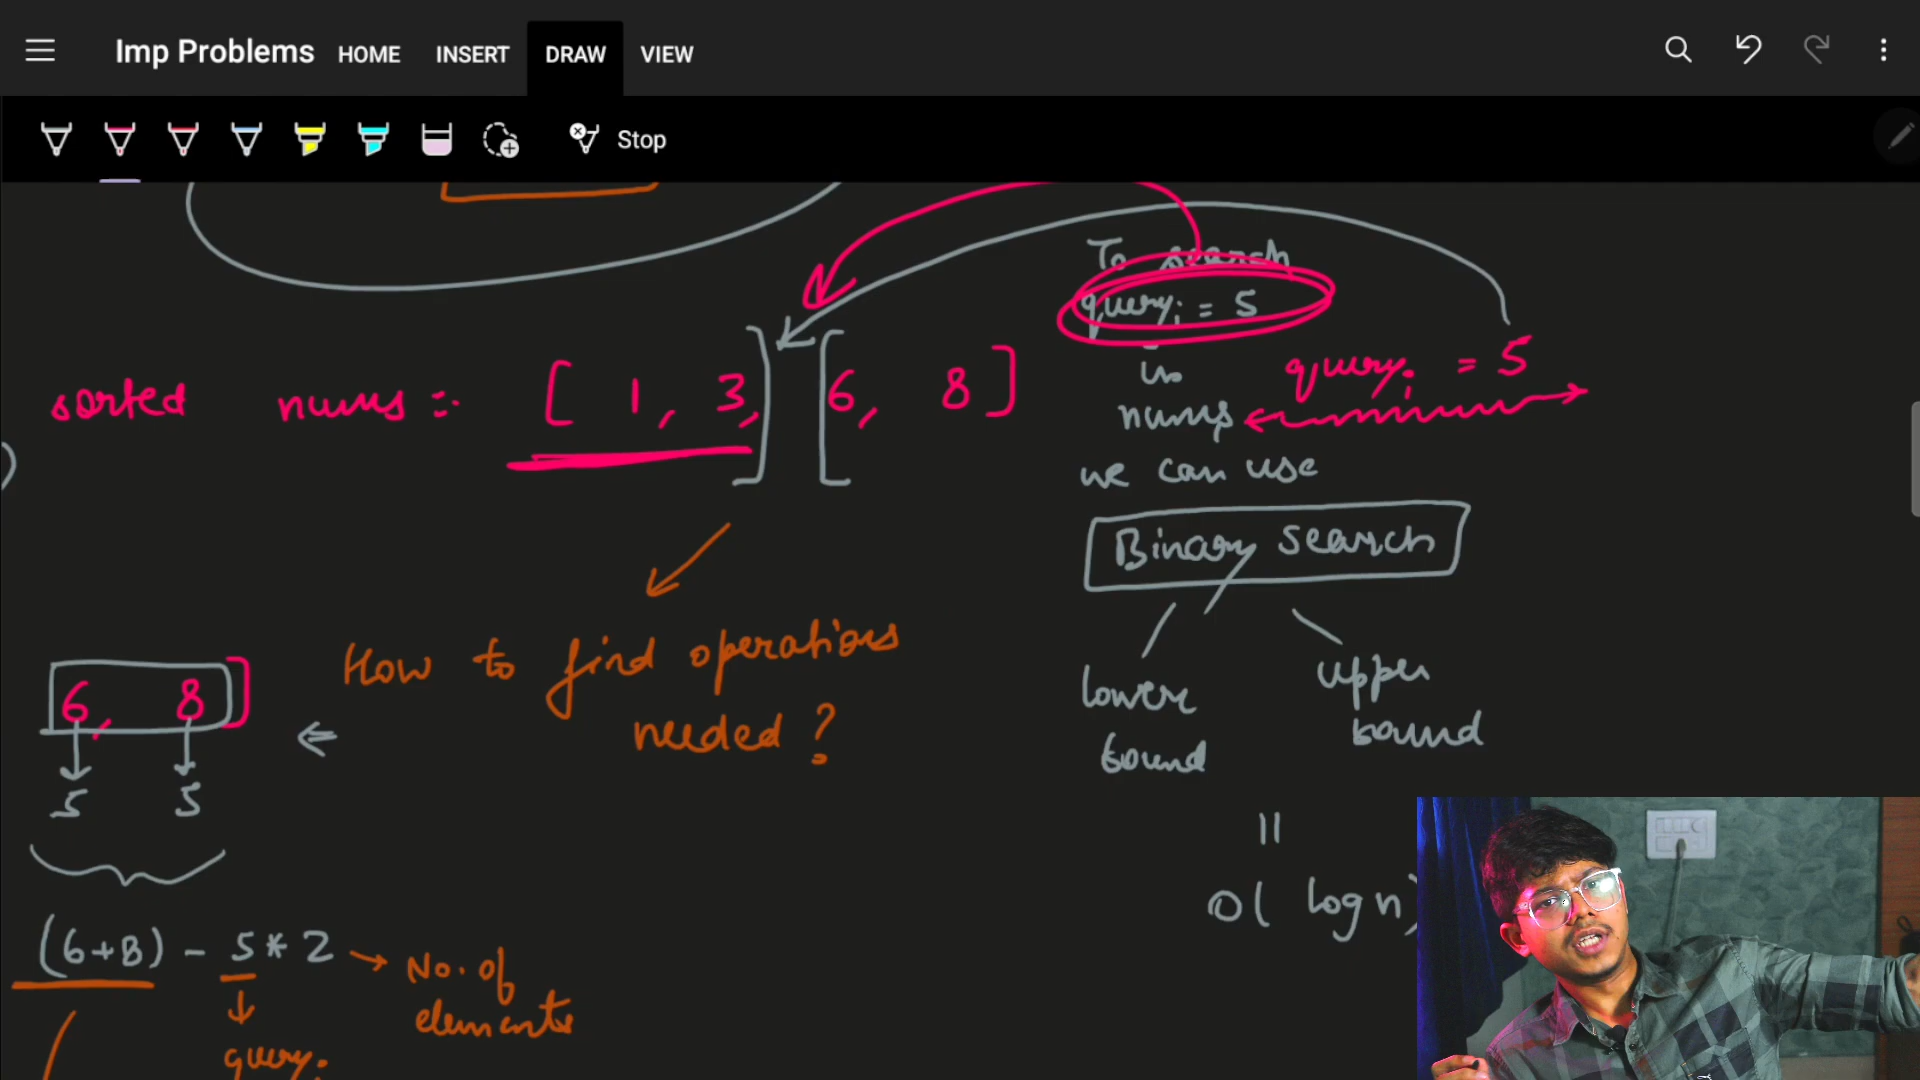 Imp Problems HOME INSERT DRAW VIEW
Stop
To search
query i = 5
in
nums
query i = 5
sorted nums = [ 1, 3, ] [ 6, 8 ]
we can use
Binary search
lower bound
upper bound
How to find operations
needed ?
6, 8 ]
5 5
||
O( log n)
(6+8) - 5 * 2 → No. of
elements
query i